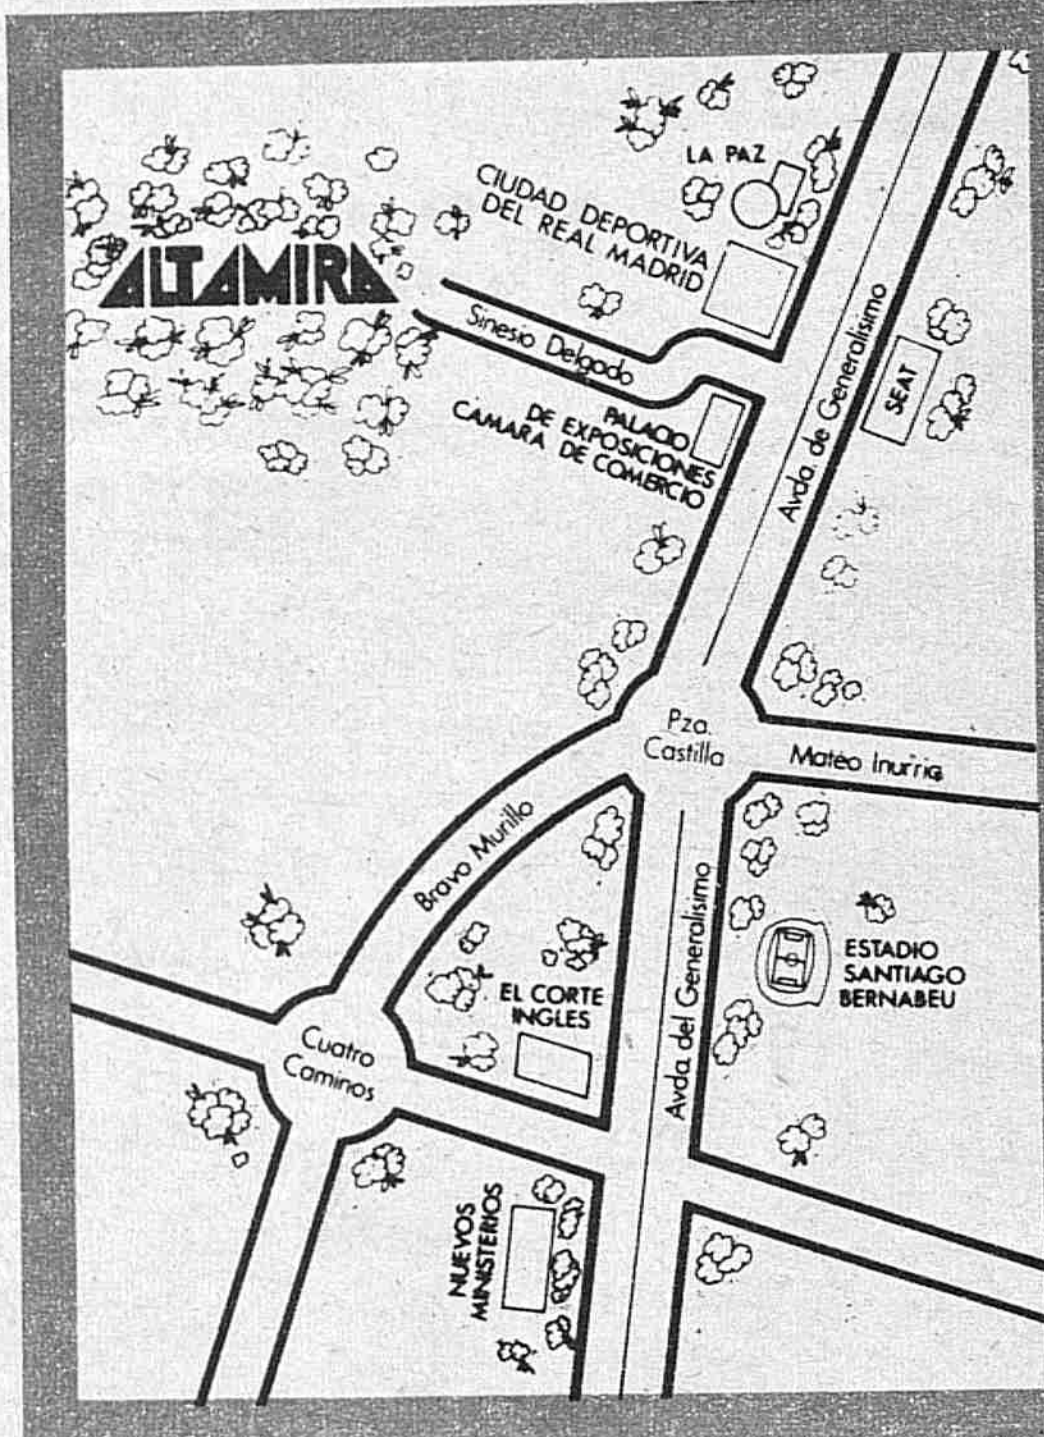 LA PAZ
CIUDAD DEPORTIVA
DEL REAL MADRID
ALTAMIRA
Sinesio Delgado
Avda. de Generalisimo
SEAT
PALACIO
DE EXPOSICIONES
CAMARA DE COMERCIO
Pza.
Castilla
Mateo Inurria
Bravo Murillo
Avda del Generalisimo
ESTADIO
SANTIAGO
BERNABEU
EL CORTE
INGLES
Cuatro
Caminos
NUEVOS
MINISTERIOS